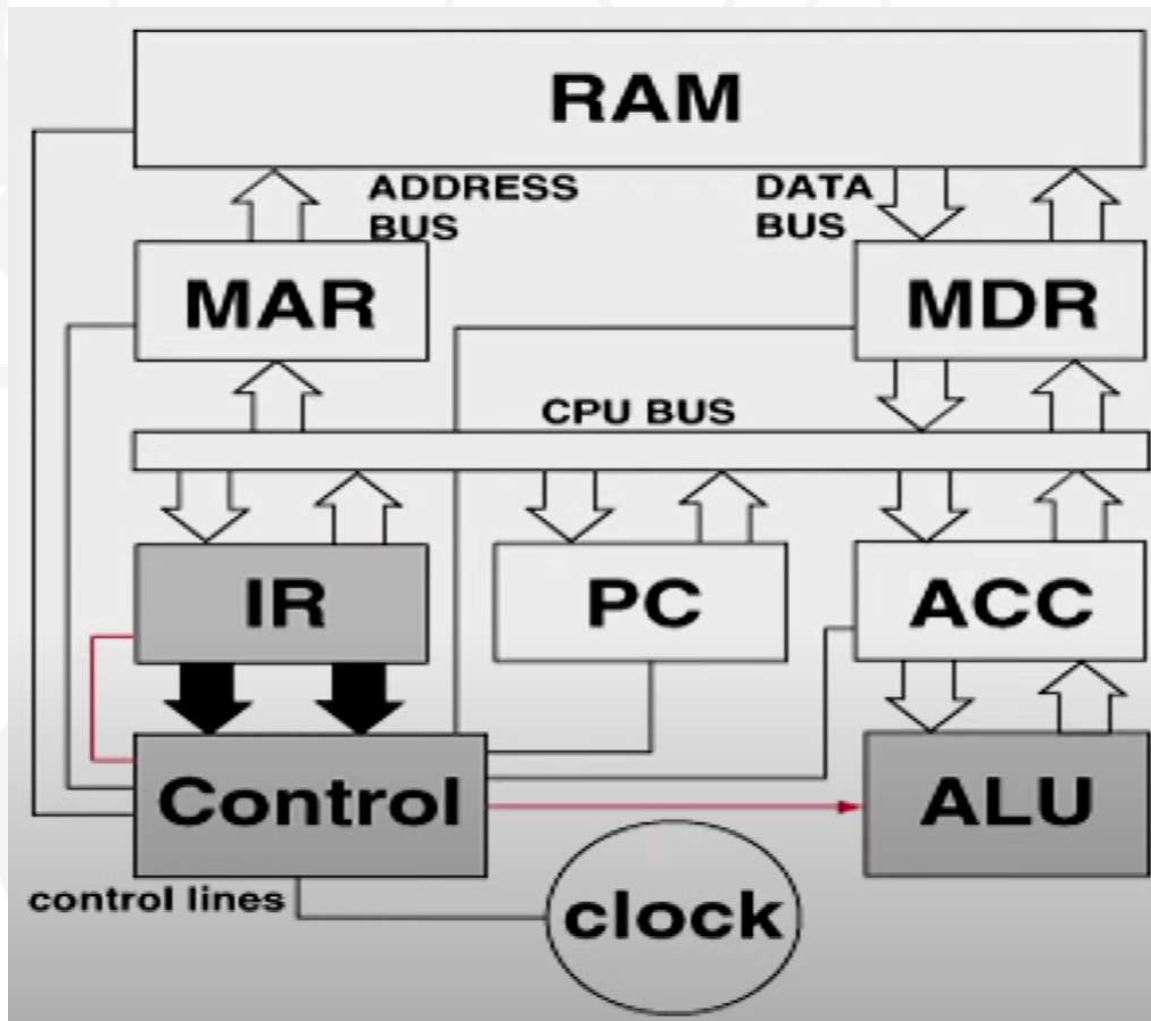 RAM
ADDRESS
BUS
DATA
BUS
MAR
MDR
CPU BUS
IR
PC
ACC
Control
ALU
control lines
clock